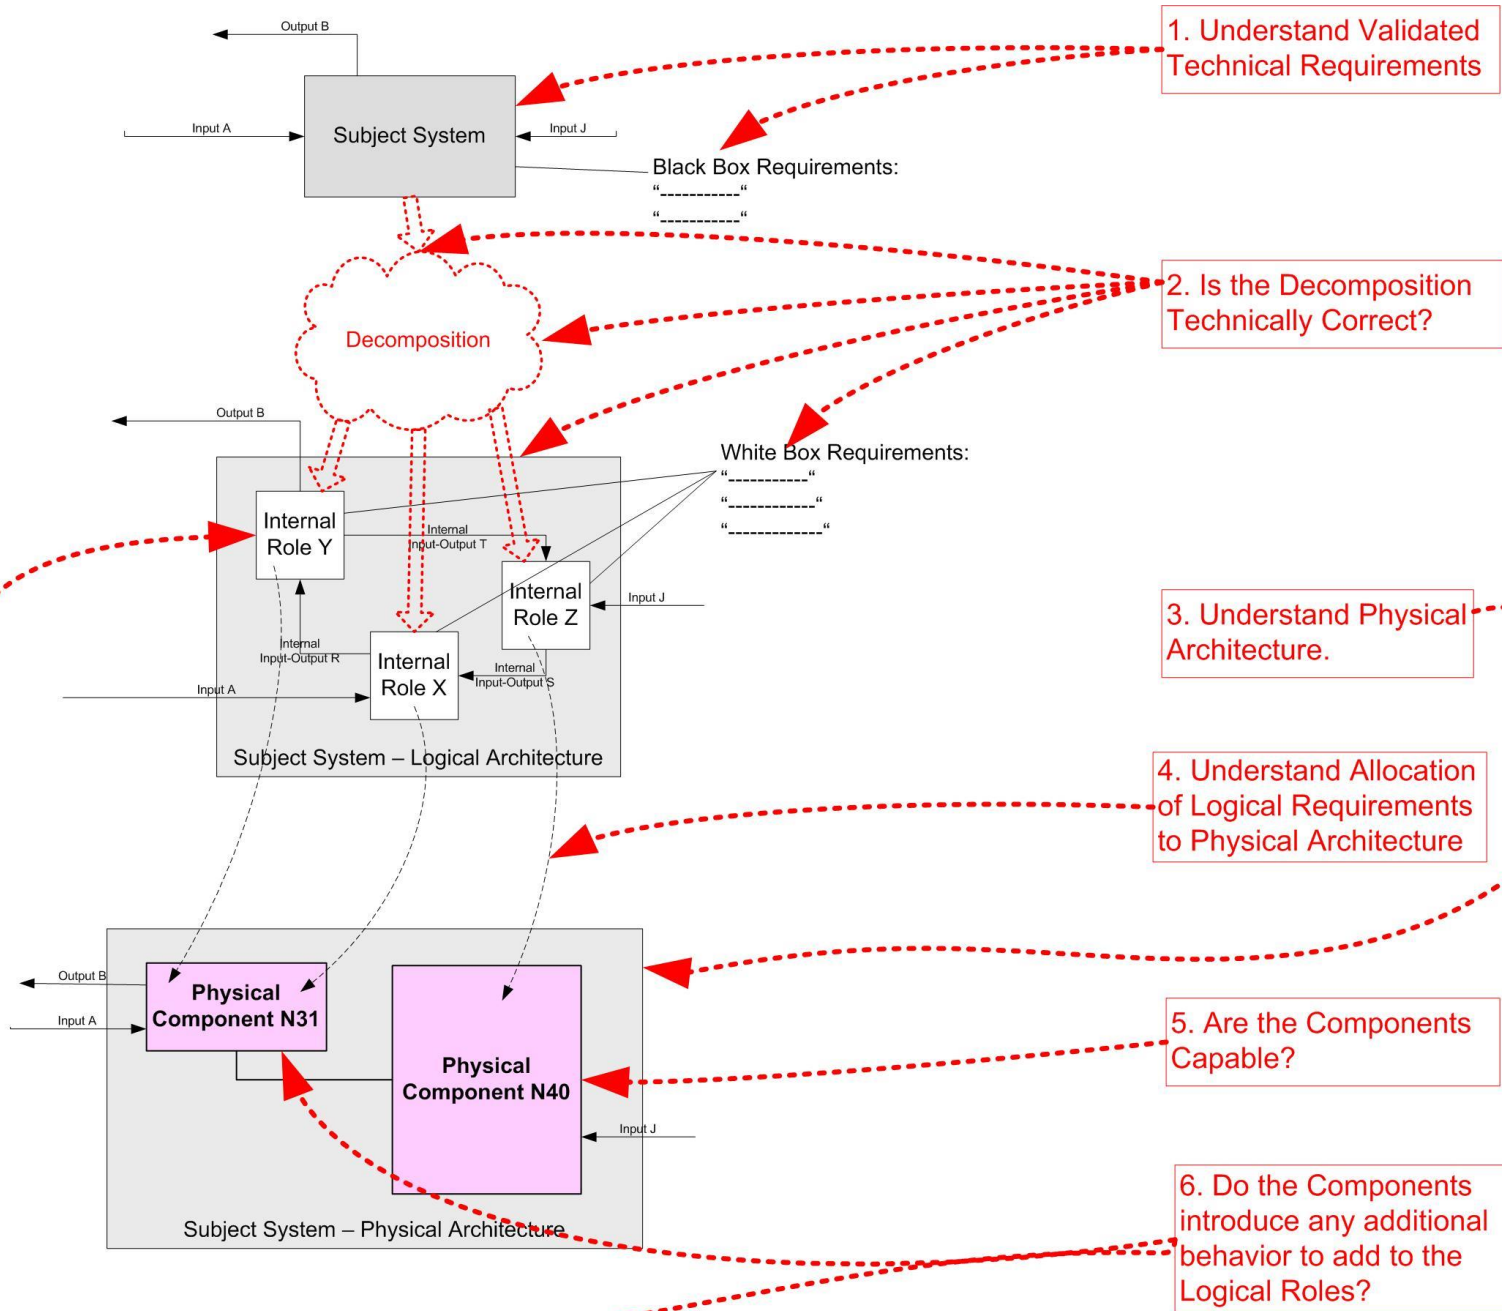 Output B
1. Understand Validated
Technical Requirements
Input A
Subject System
Input J
Black Box Requirements:
“-----------“
“-----------“
2. Is the Decomposition
Technically Correct?
Decomposition
Output B
White Box Requirements:
“-----------“
“------------“
“-------------“
Internal
Role Y
Internal
Input-Output T
Internal
Role Z
Input J
3. Understand Physical
Architecture.
Internal
Input-Output R
Internal
Role X
Internal
Input-Output S
Input A
Subject System – Logical Architecture
4. Understand Allocation
of Logical Requirements
to Physical Architecture
Output B
Input A
Physical
Component N31
Physical
Component N40
5. Are the Components
Capable?
Input J
Subject System – Physical Architecture
6. Do the Components
introduce any additional
behavior to add to the
Logical Roles?